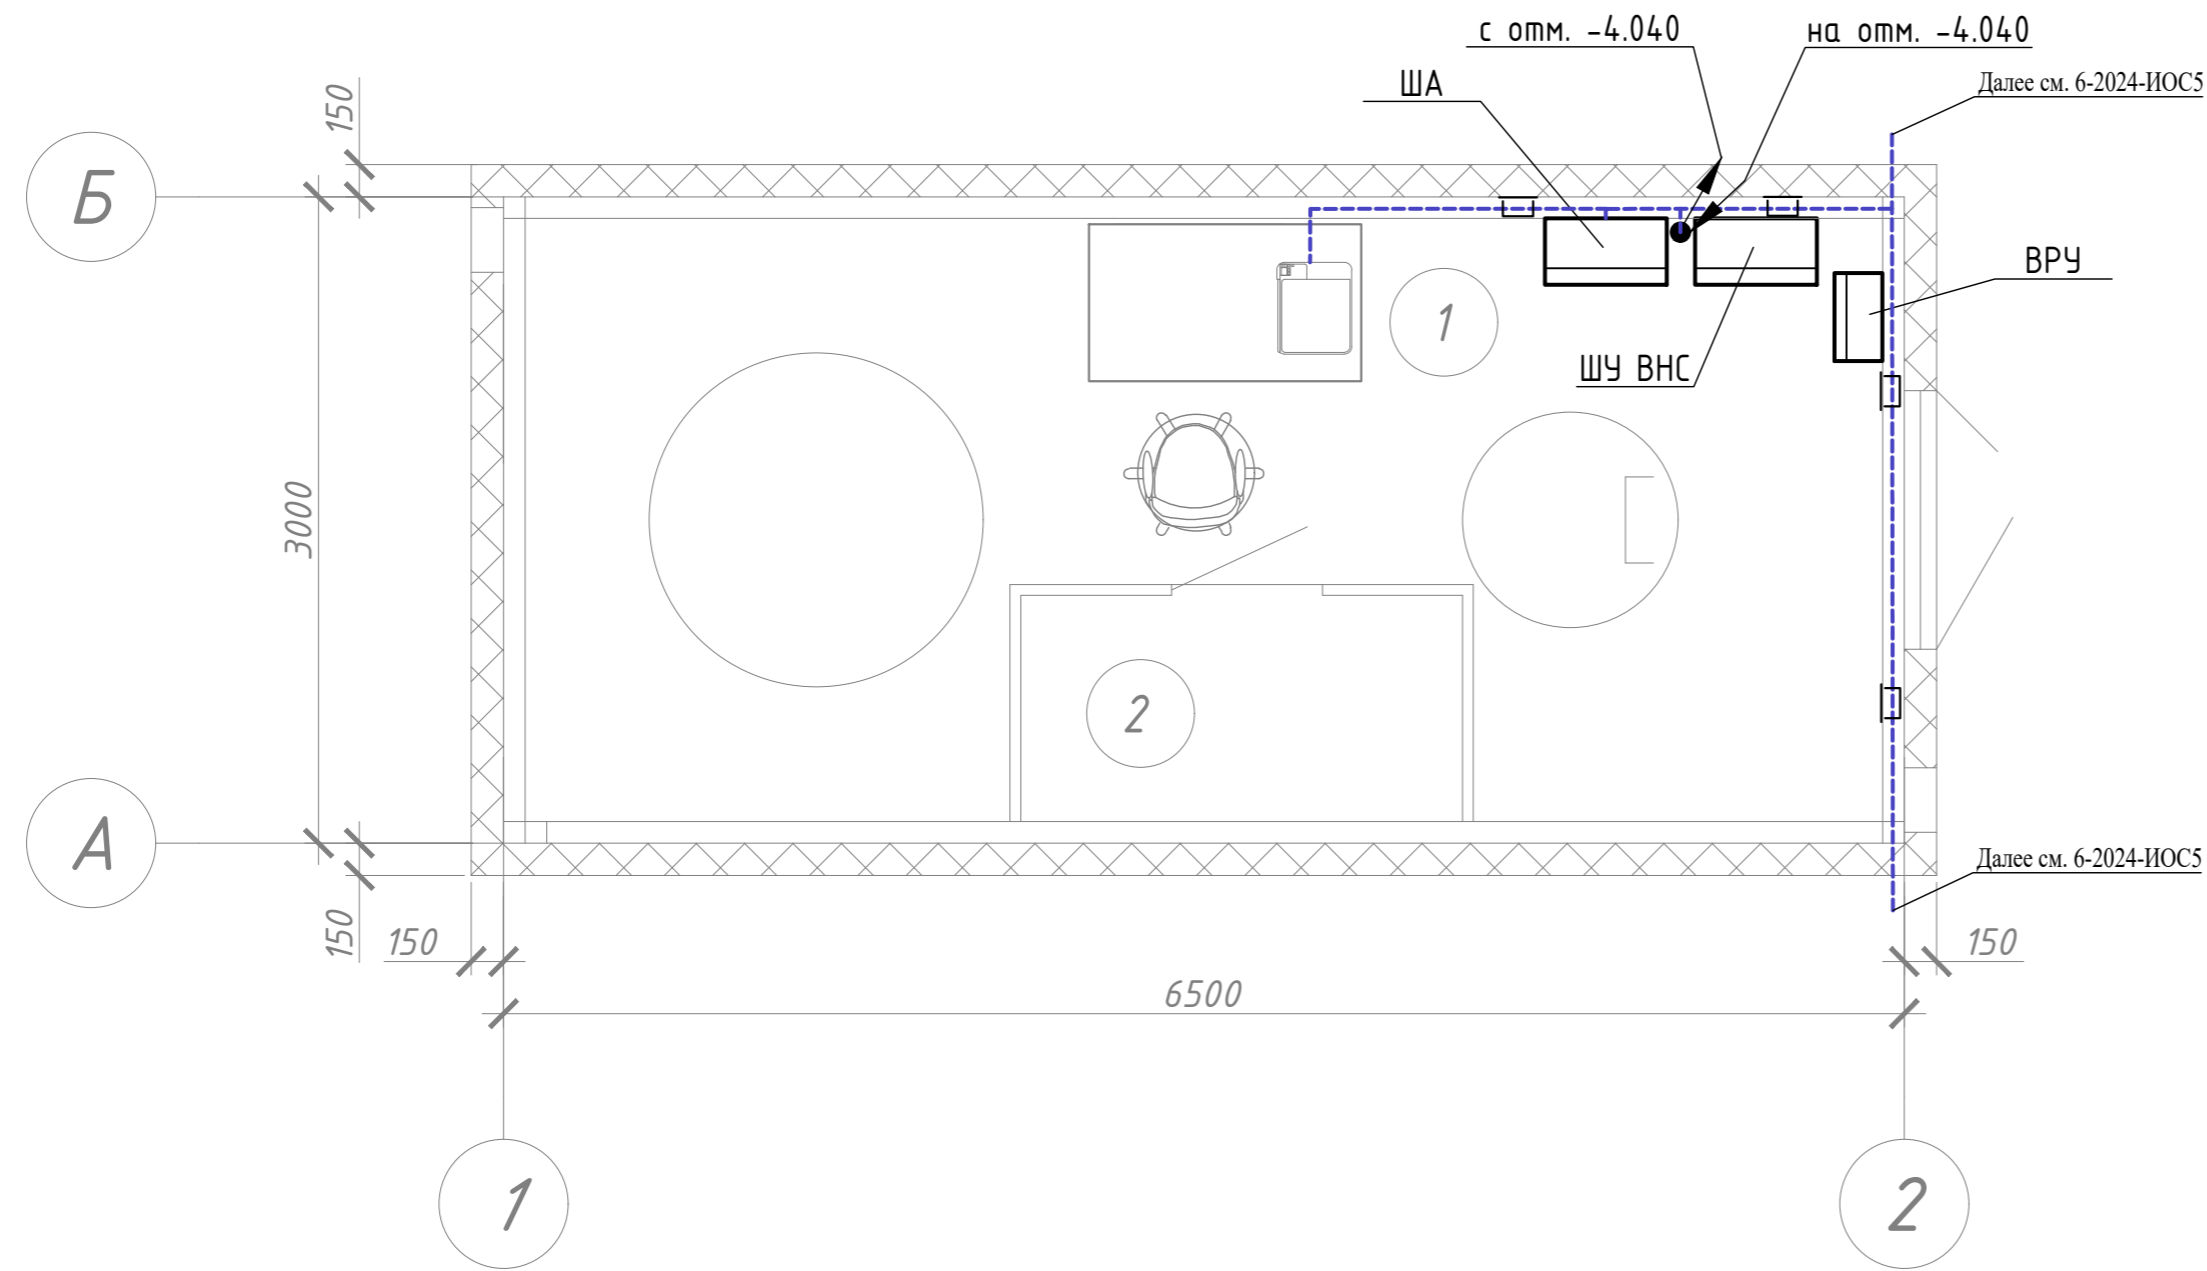 с отм. -4.040
на отм. -4.040
ША
Далее см. 6-2024-ИОС5
150
Б
ВРУ
1
ШУ ВНС
3000
2
А
Далее см. 6-2024-ИОС5
150
150
150
6500
1
2